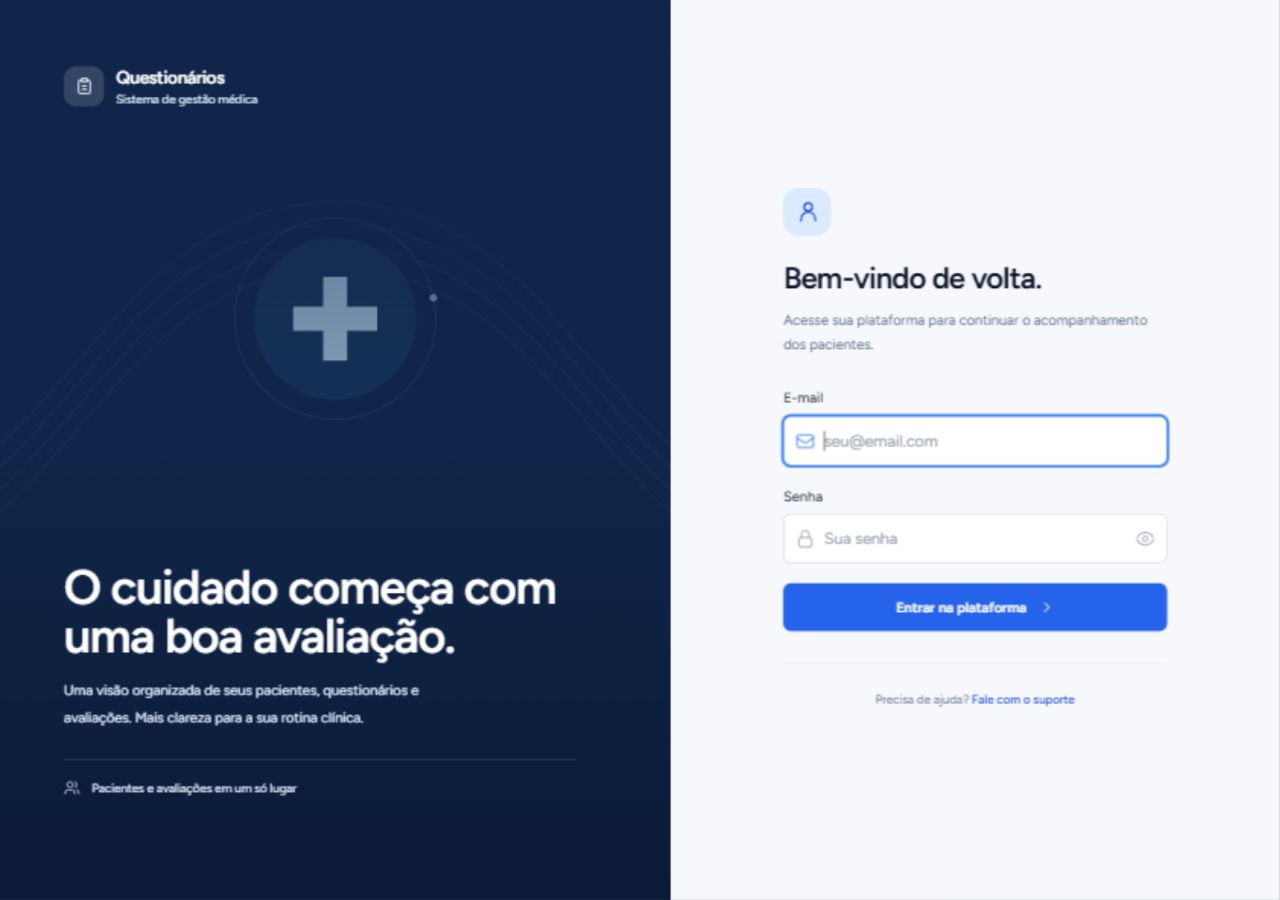 Questionários
Sistema de gestão médica
O cuidado começa com
uma boa avaliação.
Uma visão organizada de seus pacientes, questionários e
avaliações. Mais clareza para a sua rotina clínica.
Pacientes e avaliações em um só lugar
Bem-vindo de volta.
Acesse sua plataforma para continuar o acompanhamento
dos pacientes.
E-mail
seu@email.com
Senha
Sua senha
Entrar na plataforma
Precisa de ajuda? Fale com o suporte